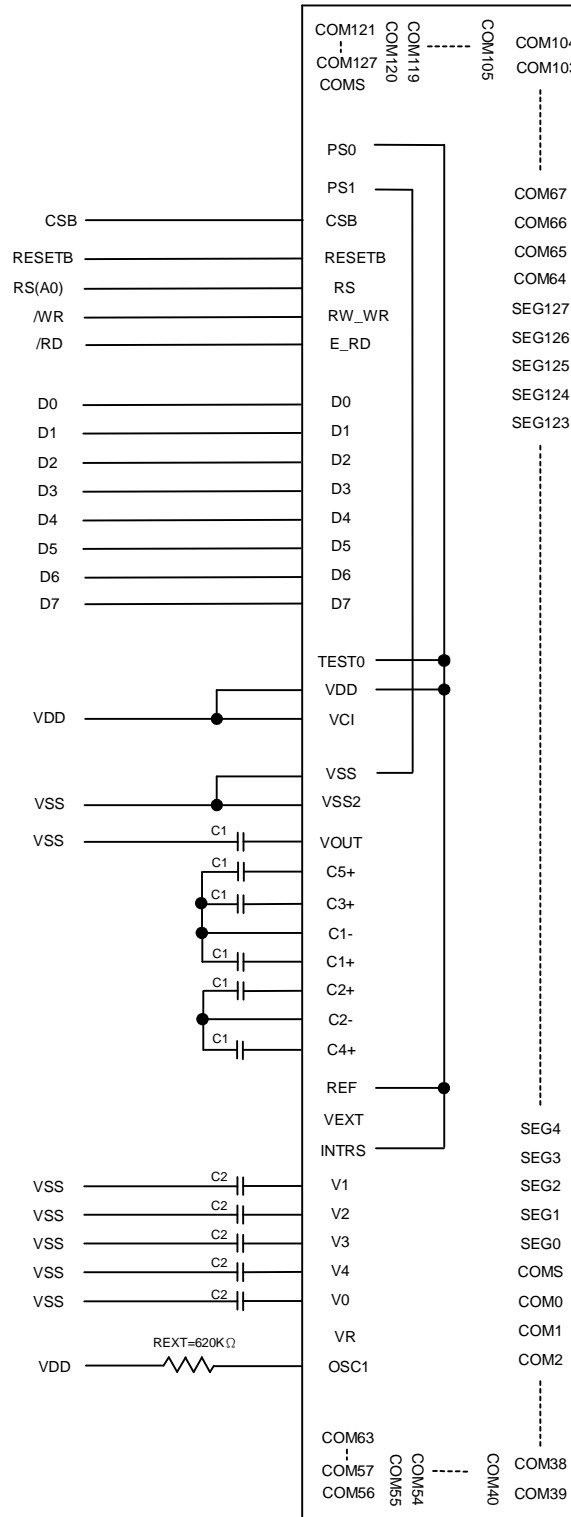 COM121
COM127
COMS
COM120
COM119
COM105
COM104
COM103
PS0
PS1
COM67
CSB CSB
COM66
RESETB RESETB
COM65
RS(A0) RS
COM64
/WR RW_WR
SEG127
/RD E_RD
SEG126
SEG125
SEG124
D0 D0
SEG123
D1 D1
D2 D2
D3 D3
D4 D4
D5 D5
D6 D6
D7 D7
TEST0
VDD
VDD VCI
VSS
VSS VSS2
VSS C1 VOUT
C1 C5+
C1 C3+
C1-
C1 C1+
C1 C2+
C2-
C1 C4+
REF
VEXT
SEG4
INTRS
SEG3
VSS C2 V1 SEG2
VSS C2 V2 SEG1
VSS C2 V3 SEG0
VSS C2 V4 COMS
VSS C2 V0 COM0
VR COM1
REXT=620KΩ
VDD OSC1 COM2
COM63
COM57
COM56
COM55
COM54
COM40
COM38
COM39